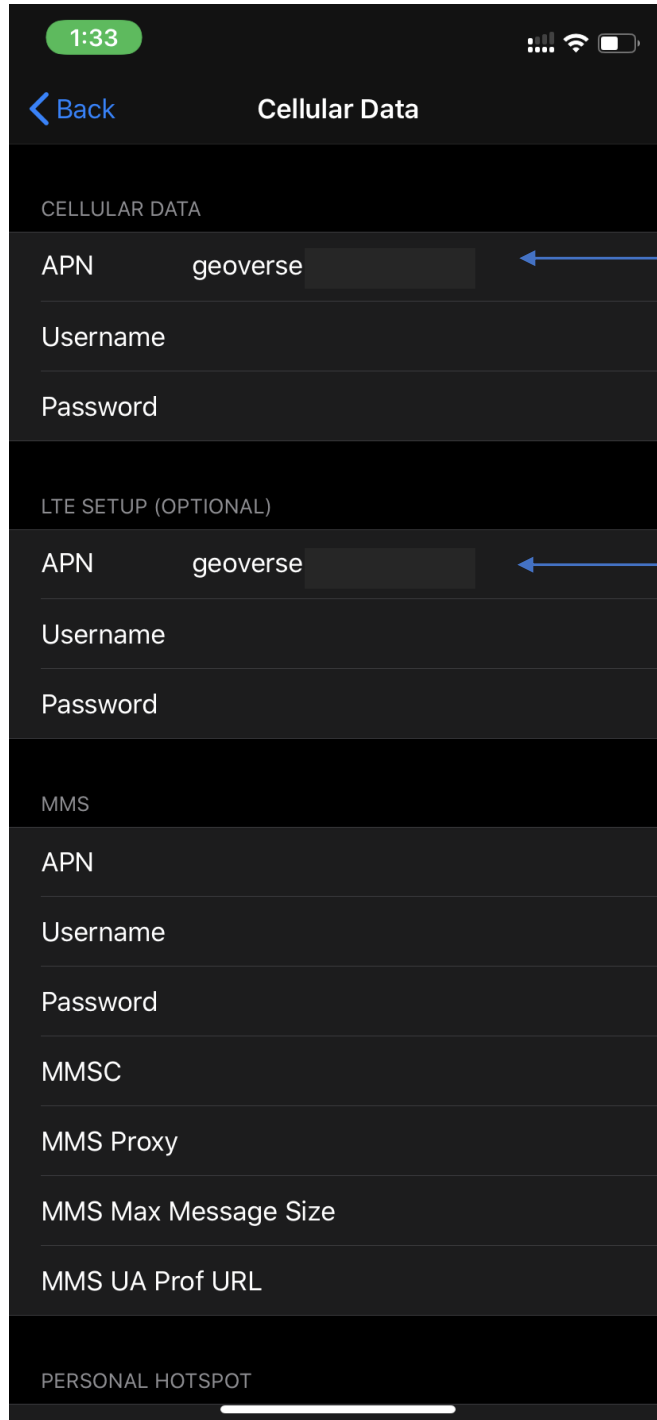 1:33
Back Cellular Data
CELLULAR DATA
APN geoverse
Username
Password
LTE SETUP (OPTIONAL)
APN geoverse
Username
Password
MMS
APN
Username
Password
MMSC
MMS Proxy
MMS Max Message Size
MMS UA Prof URL
PERSONAL HOTSPOT